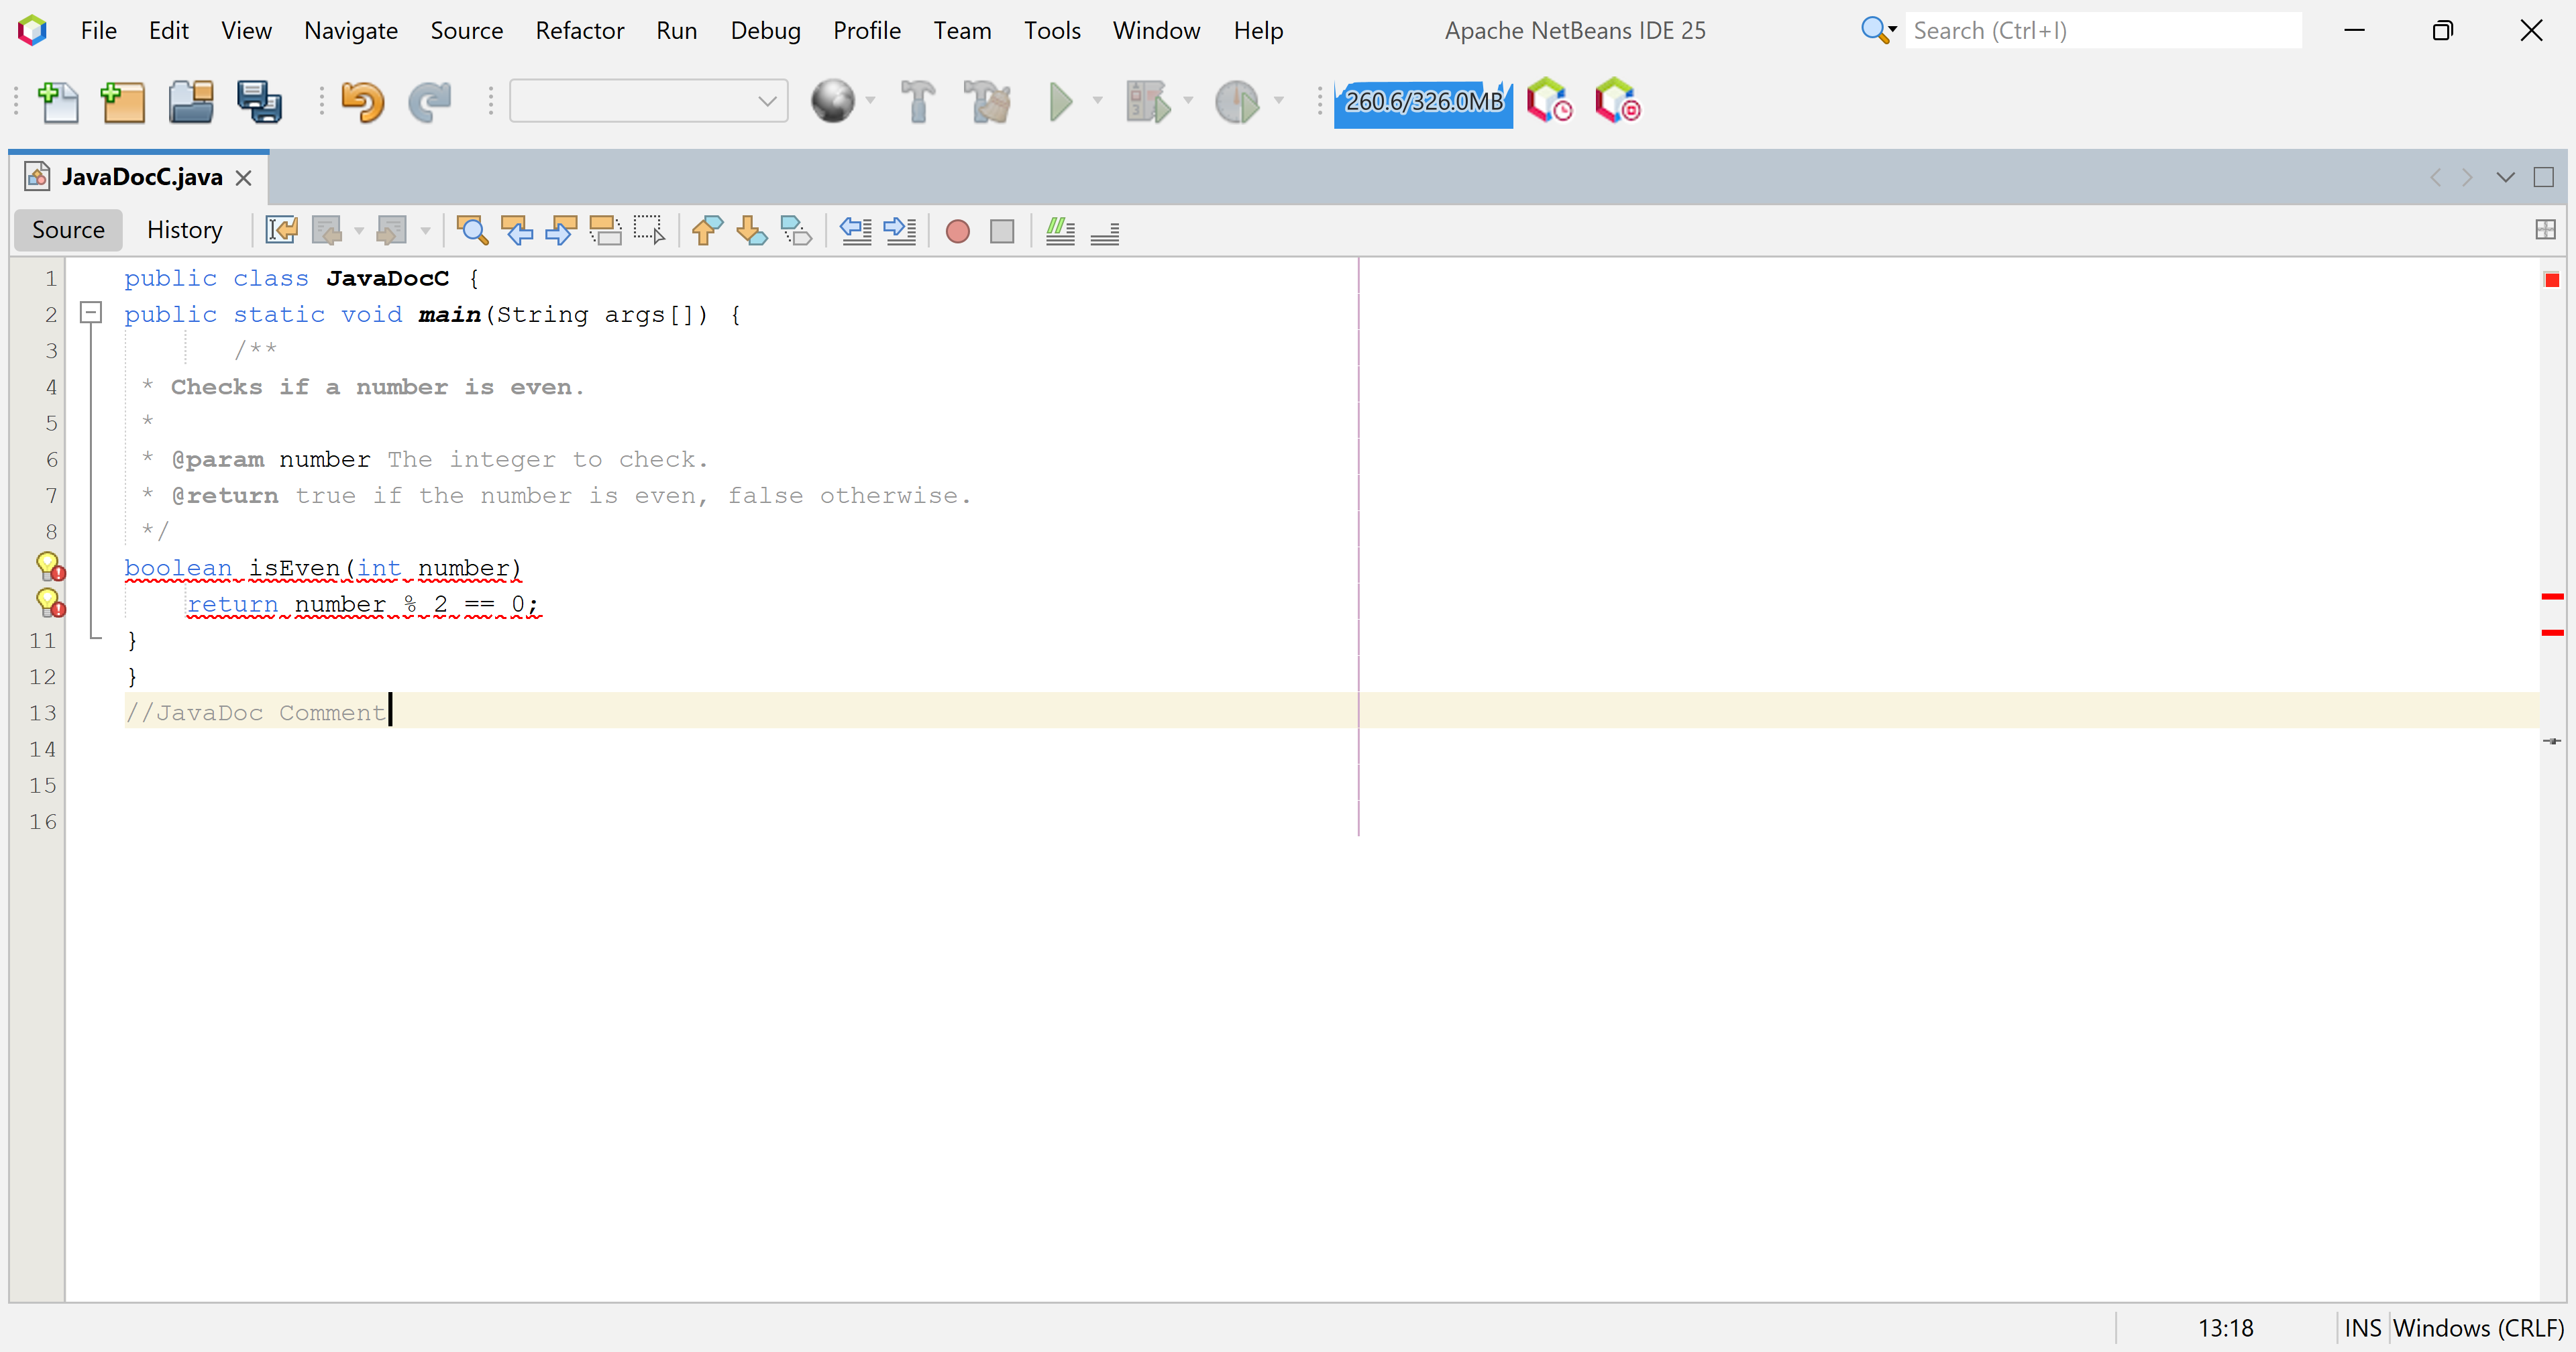 File Edit View Navigate Source Refactor Run Debug Profile Team Tools Window Help Apache NetBeans IDE 25 Search (Ctrl+I)
260.6/326.0MB
JavaDocC.java
Source History
1 public class JavaDocC {
2 public static void main(String args[]) {
3 /**
4 * Checks if a number is even.
5 *
6 * @param number The integer to check.
7 * @return true if the number is even, false otherwise.
8 */
boolean isEven(int number)
return number % 2 == 0;
11 }
12 }
13 //JavaDoc Comment
14
15
16
13:18 INS Windows (CRLF)